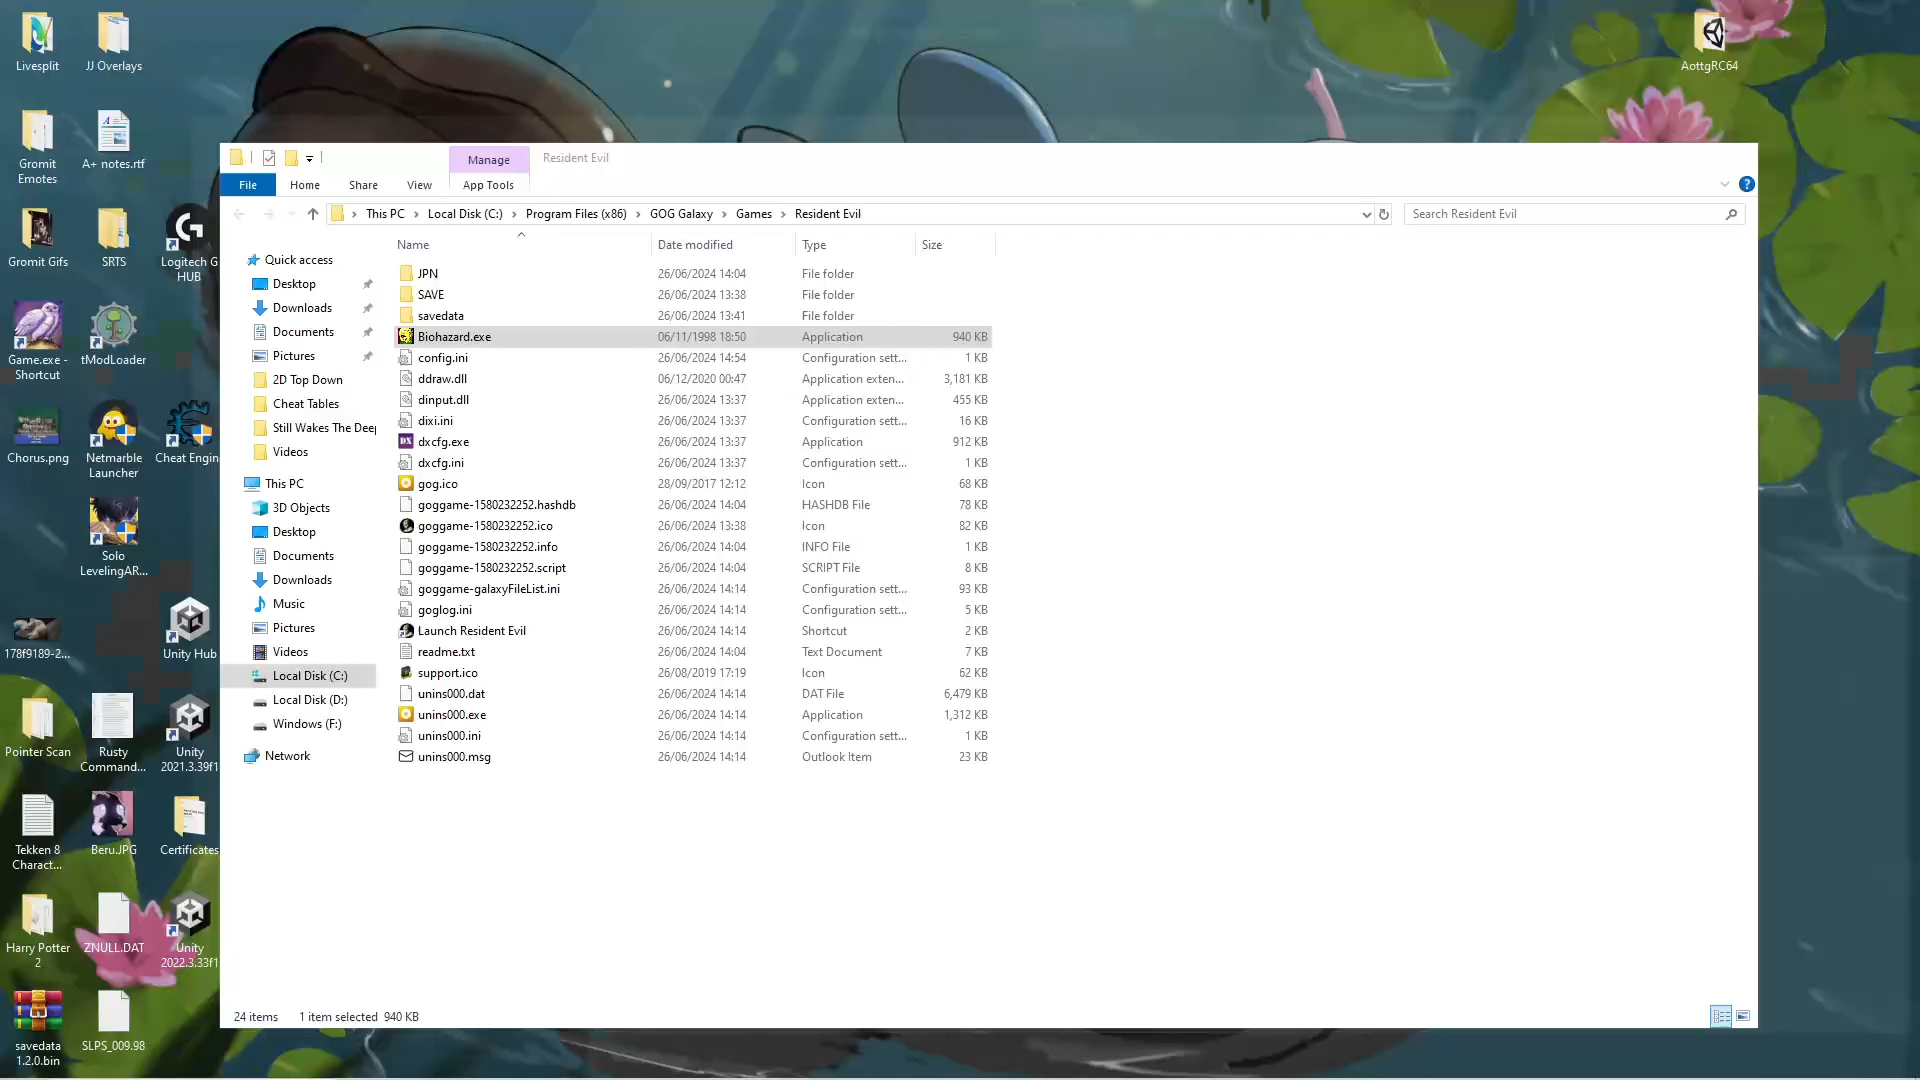 Livesplit
JJ Overlays
AottgRC64
Gromit
Emotes
A+ notes.rtf
Gromit Gifs
SRTS
Logitech G
HUB
Game.exe -
Shortcut
tModLoader
Chorus.png
Netmarble
Launcher
Cheat Engin
Solo
LevelingAR...
178f9189-2...
Unity Hub
Pointer Scan
Rusty
Command...
Unity
2021.3.39f1
Tekken 8
Charact...
Beru.JPG
Certificates
Harry Potter
2
ZNULL.DAT
Unity
2022.3.33f1
savedata
1.2.0.bin
SLPS_009.98
Manage
Resident Evil
File
Home
Share
View
App Tools
This PC
Local Disk (C:)
Program Files (x86)
GOG Galaxy
Games
Resident Evil
Search Resident Evil
Quick access
Desktop
Downloads
Documents
Pictures
2D Top Down
Cheat Tables
Still Wakes The Deep
Videos
This PC
3D Objects
Desktop
Documents
Downloads
Music
Pictures
Videos
Local Disk (C:)
Local Disk (D:)
Windows (F:)
Network
Name Date modified Type Size
JPN 26/06/2024 14:04 File folder
SAVE 26/06/2024 13:38 File folder
savedata 26/06/2024 13:41 File folder
Biohazard.exe 06/11/1998 18:50 Application 940 KB
config.ini 26/06/2024 14:54 Configuration sett... 1 KB
ddraw.dll 06/12/2020 00:47 Application exten... 3,181 KB
dinput.dll 26/06/2024 13:37 Application exten... 455 KB
dixi.ini 26/06/2024 13:37 Configuration sett... 16 KB
dxcfg.exe 26/06/2024 13:37 Application 912 KB
dxcfg.ini 26/06/2024 13:37 Configuration sett... 1 KB
gog.ico 28/09/2017 12:12 Icon 68 KB
goggame-1580232252.hashdb 26/06/2024 14:04 HASHDB File 78 KB
goggame-1580232252.ico 26/06/2024 13:38 Icon 82 KB
goggame-1580232252.info 26/06/2024 14:04 INFO File 1 KB
goggame-1580232252.script 26/06/2024 14:04 SCRIPT File 8 KB
goggame-galaxyFileList.ini 26/06/2024 14:14 Configuration sett... 93 KB
goglog.ini 26/06/2024 14:14 Configuration sett... 5 KB
Launch Resident Evil 26/06/2024 14:14 Shortcut 2 KB
readme.txt 26/06/2024 14:04 Text Document 7 KB
support.ico 26/08/2019 17:19 Icon 62 KB
unins000.dat 26/06/2024 14:14 DAT File 6,479 KB
unins000.exe 26/06/2024 14:14 Application 1,312 KB
unins000.ini 26/06/2024 14:14 Configuration sett... 1 KB
unins000.msg 26/06/2024 14:14 Outlook Item 23 KB
24 items 1 item selected 940 KB